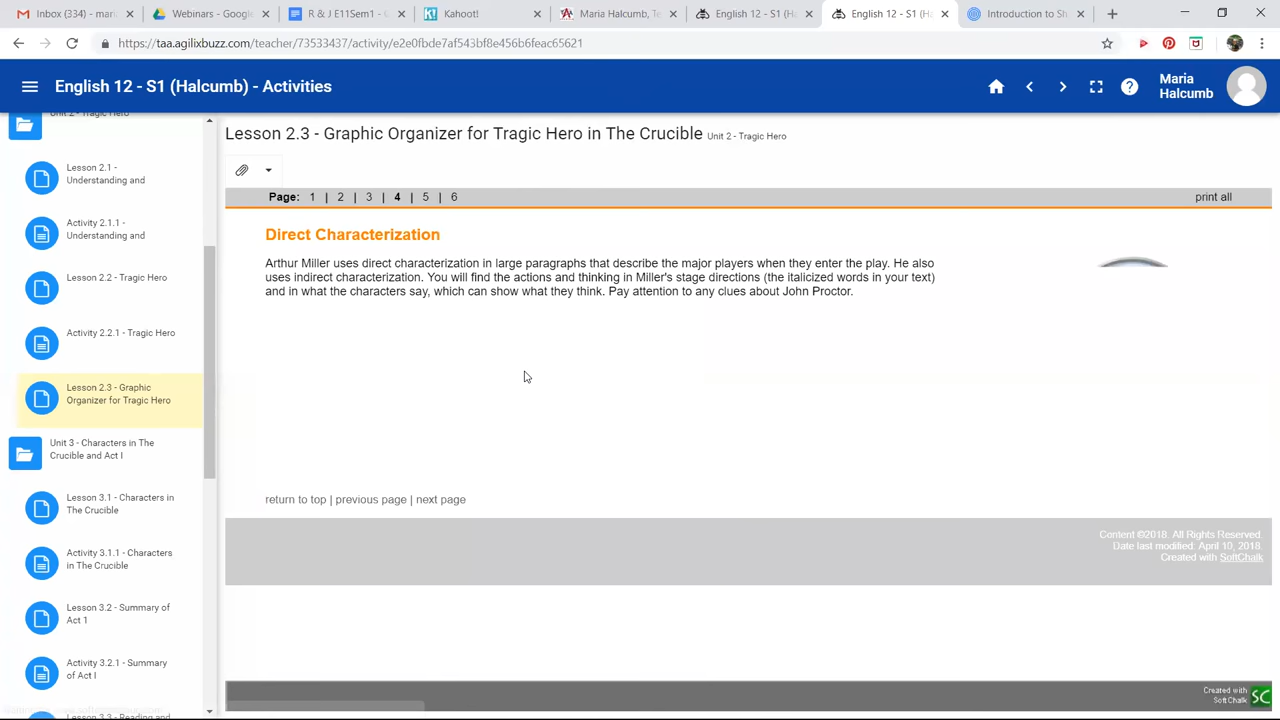 Inbox (334) - maria
Webinars - Google
R & J E11Sem1 - G
Kahoot!
Maria Halcumb, Te
English 12 - S1 (H
English 12 - S1 (H
Introduction to Sh
https://taa.agilixbuzz.com/teacher/73533437/activity/e2e0fbde7af543bf8e456b6feac65621
English 12 - S1 (Halcumb) - Activities
Maria
Halcumb
Unit 2 - Tragic Hero
Lesson 2.1 -
Understanding and
Activity 2.1.1 -
Understanding and
Lesson 2.2 - Tragic Hero
Activity 2.2.1 - Tragic Hero
Lesson 2.3 - Graphic
Organizer for Tragic Hero
Unit 3 - Characters in The
Crucible and Act I
Lesson 3.1 - Characters in
The Crucible
Activity 3.1.1 - Characters
in The Crucible
Lesson 3.2 - Summary of
Act 1
Activity 3.2.1 - Summary
of Act I
Lesson 3.3 - Reading and
Lesson 2.3 - Graphic Organizer for Tragic Hero in The Crucible Unit 2 - Tragic Hero
Page: 1 | 2 | 3 | 4 | 5 | 6
print all
Direct Characterization
Arthur Miller uses direct characterization in large paragraphs that describe the major players when they enter the play. He also
uses indirect characterization. You will find the actions and thinking in Miller's stage directions (the italicized words in your text)
and in what the characters say, which can show what they think. Pay attention to any clues about John Proctor.
return to top | previous page | next page
Content ©2018. All Rights Reserved.
Date last modified: April 10, 2018.
Created with SoftChalk
Created with
SoftChalk
SC